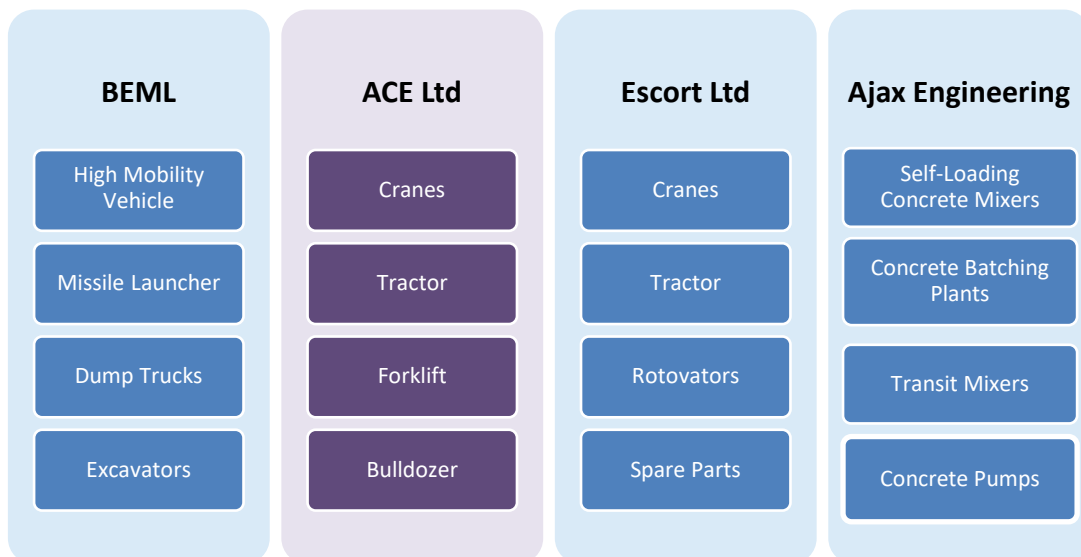 BEML
High Mobility
Vehicle
Missile Launcher
Dump Trucks
Excavators
ACE Ltd
Cranes
Tractor
Forklift
Bulldozer
Escort Ltd
Cranes
Tractor
Rotovators
Spare Parts
Ajax Engineering
Self-Loading
Concrete Mixers
Concrete Batching
Plants
Transit Mixers
Concrete Pumps